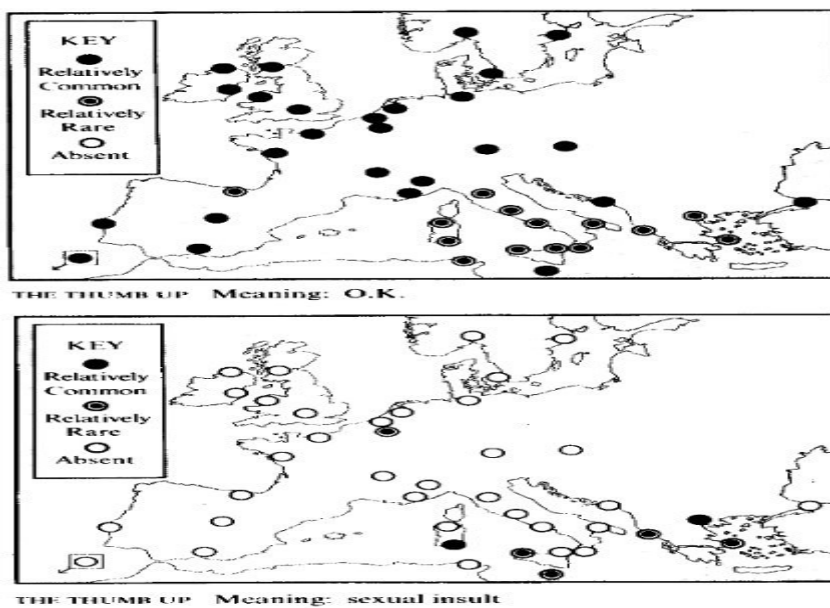 KEY
Relatively
Common
Relatively
Rare
Absent
THE THUMB UP Meaning: O.K.
KEY
Relatively
Common
Relatively
Rare
Absent
THE THUMB UP Meaning: sexual insult